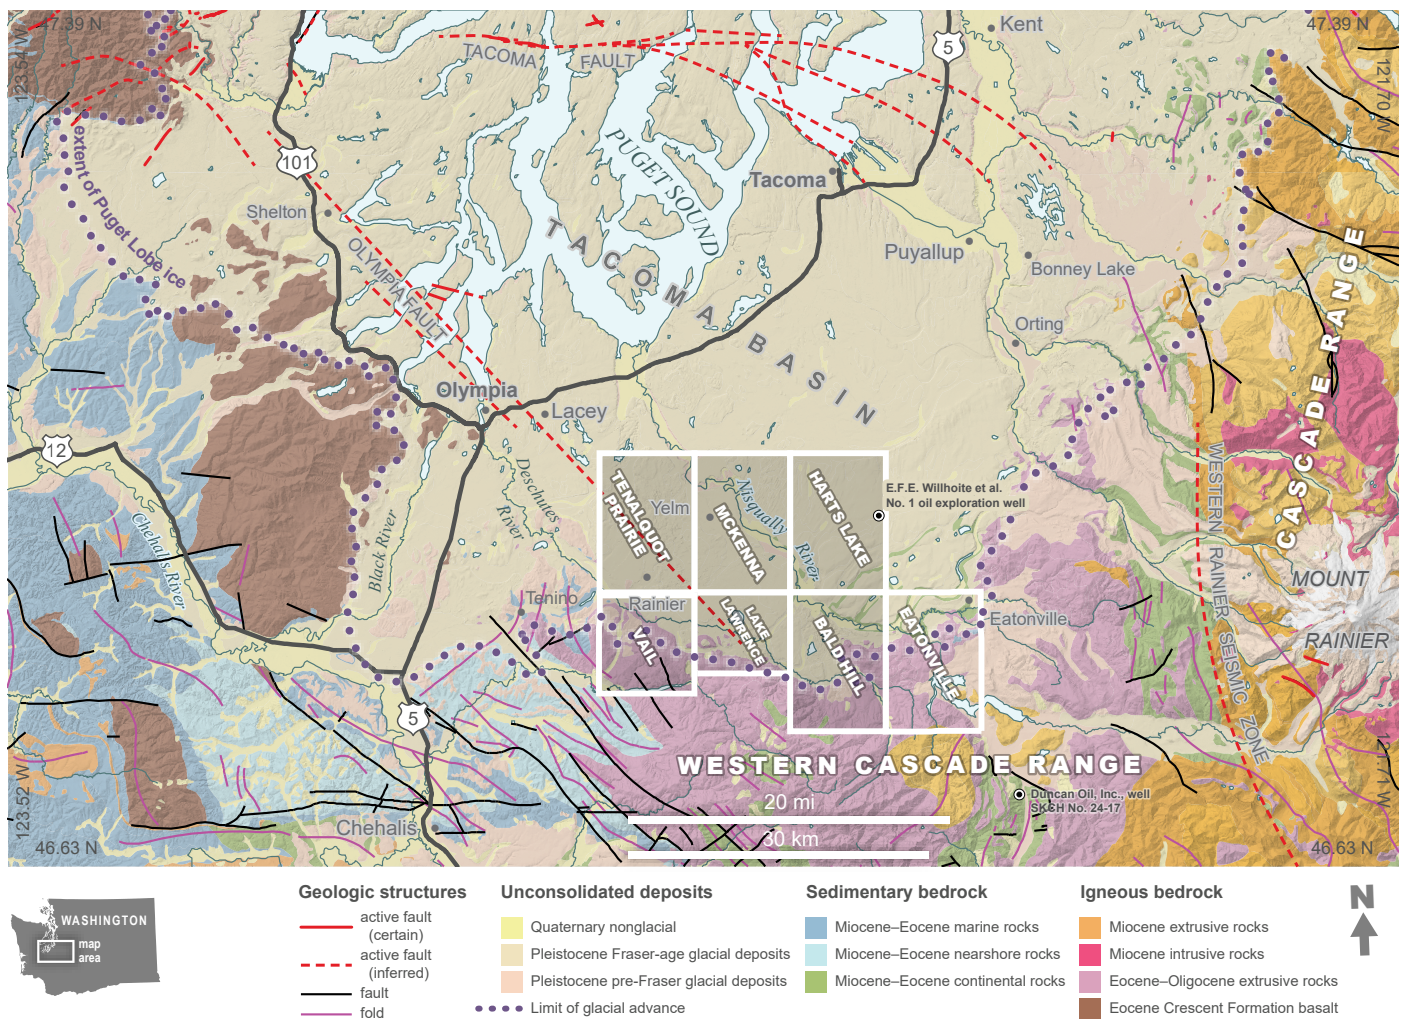 47.39 N
123.54 W
47.39 N
121.70 W
Kent
5
TACOMA FAULT
PUGET SOUND
101
extent of Puget Lobe ice
Tacoma
Shelton
OLYMPIA FAULT
TACOMA BASIN
Puyallup
Bonney Lake
Orting
CASCADE RANGE
Olympia
Lacey
12
Deschutes
River
Black River
Chehalis River
TENALQUOT
PRAIRIE
Yelm
MCKENNA
Nisqually
River
HARTS LAKE
E.F.E. Willhoite et al.
No. 1 oil exploration well
WESTERN RAINIER SEISMIC ZONE
MOUNT
RAINIER
Tenino
Rainier
VAIL
LAKE
LAWRENCE
BALD HILL
EATONVILLE
Eatonville
5
WESTERN CASCADE RANGE
20 mi
30 km
Duncan Oil, Inc., well
SKCH No. 24-17
Chehalis
123.52 W
46.63 N
121.71 W
46.63 N
WASHINGTON
map
area
Geologic structures
active fault
(certain)
active fault
(inferred)
fault
fold
Unconsolidated deposits
Quaternary nonglacial
Pleistocene Fraser-age glacial deposits
Pleistocene pre-Fraser glacial deposits
Limit of glacial advance
Sedimentary bedrock
Miocene–Eocene marine rocks
Miocene–Eocene nearshore rocks
Miocene–Eocene continental rocks
Igneous bedrock
Miocene extrusive rocks
Miocene intrusive rocks
Eocene–Oligocene extrusive rocks
Eocene Crescent Formation basalt
N